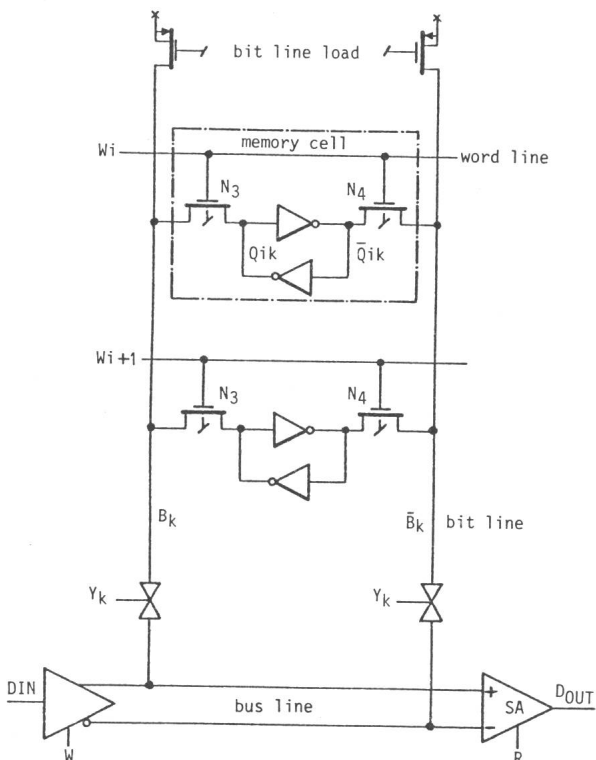 bit line load
memory cell
Wi
word line
N3
N4
Qik
Q̄ik
Wi+1
N3
N4
Bk
B̄k
bit line
Yk
Yk
DIN
bus line
+
SA
-
DOUT
W
R